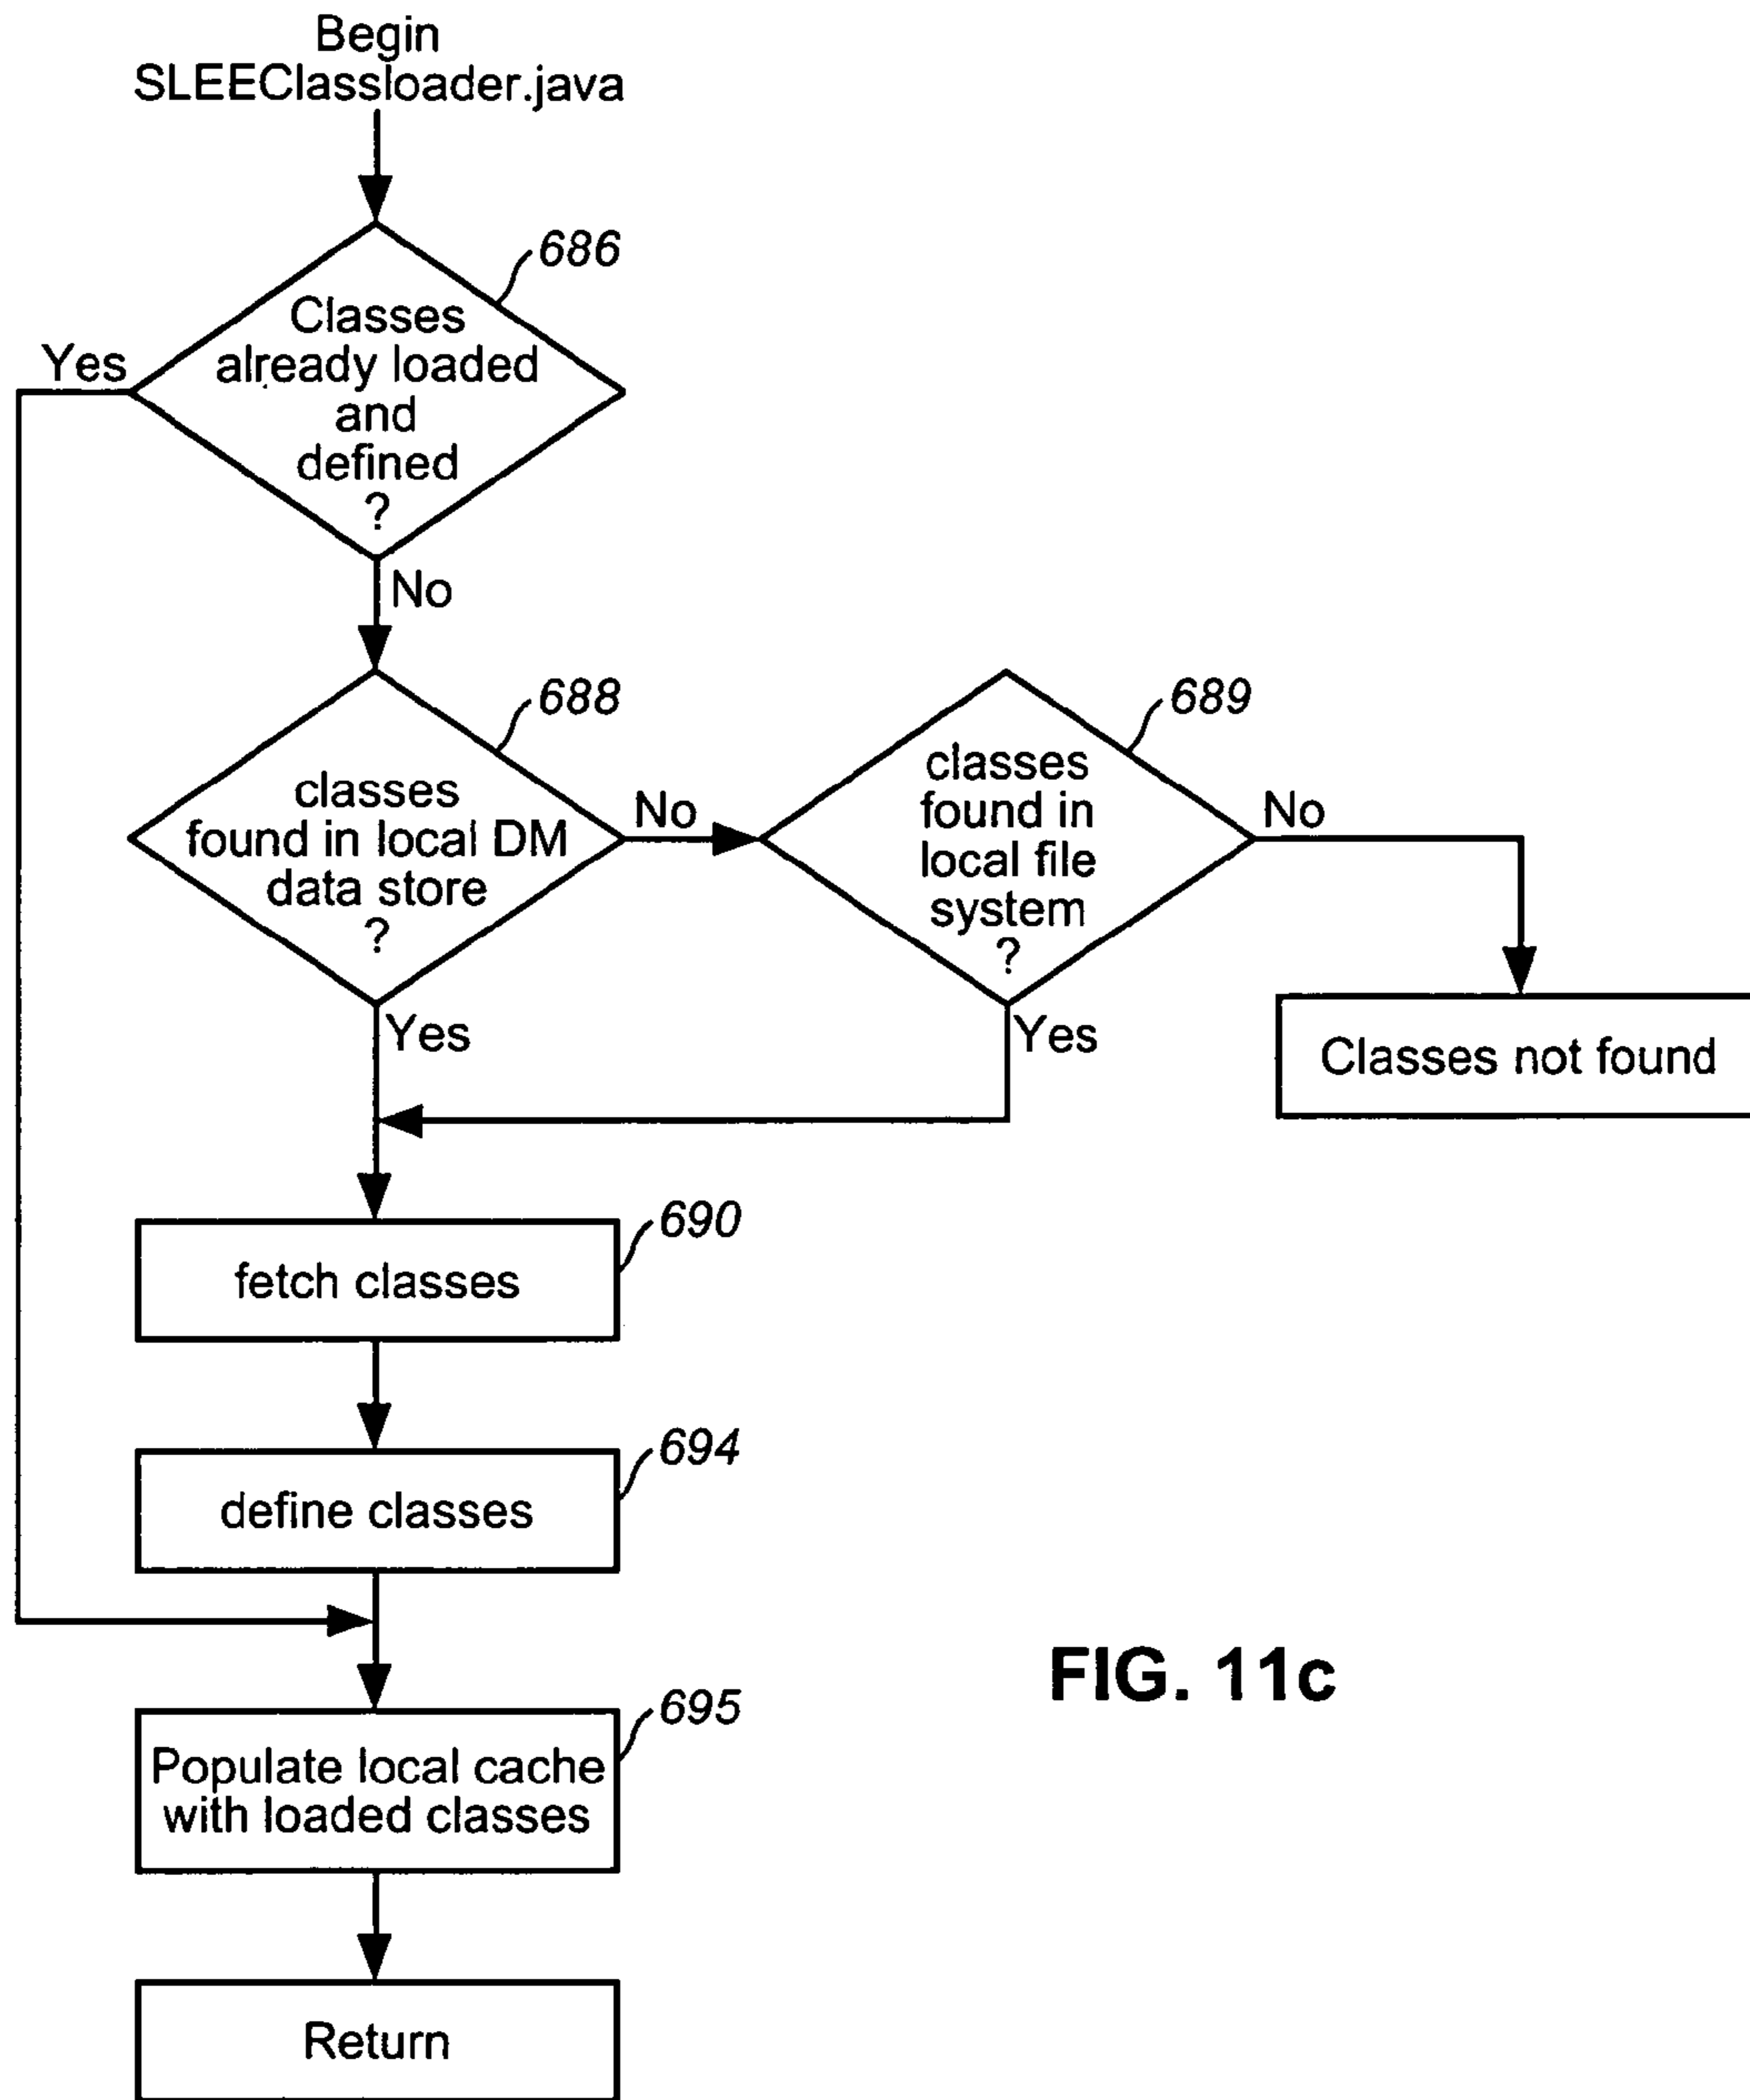 Begin
SLEEClassloader.java
686
Classes
already loaded
and
defined
?
Yes
No
688
classes
found in local DM
data store
?
No
689
classes
found in
local file
system
?
No
Yes
Yes
Classes not found
690
fetch classes
694
define classes
695
Populate local cache
with loaded classes
Return
FIG. 11c